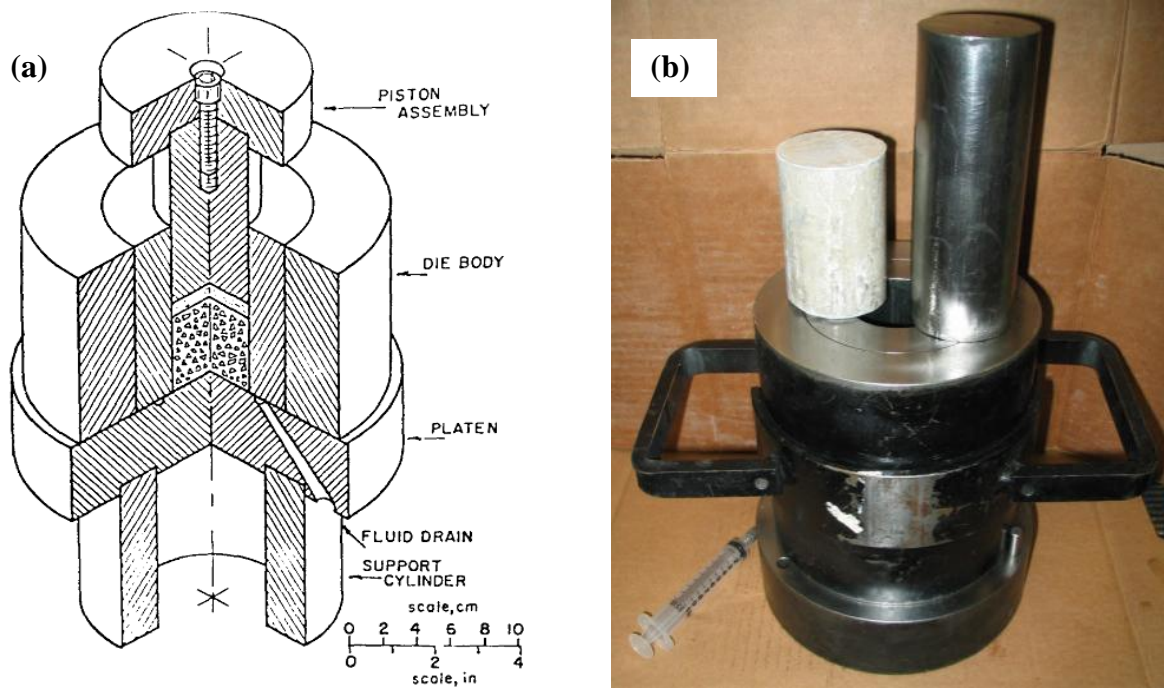 (a)
PISTON
ASSEMBLY
DIE BODY
PLATEN
FLUID DRAIN
SUPPORT
CYLINDER
scale, cm
0 2 4 6 8 10
0 2 4
scale, in
(b)